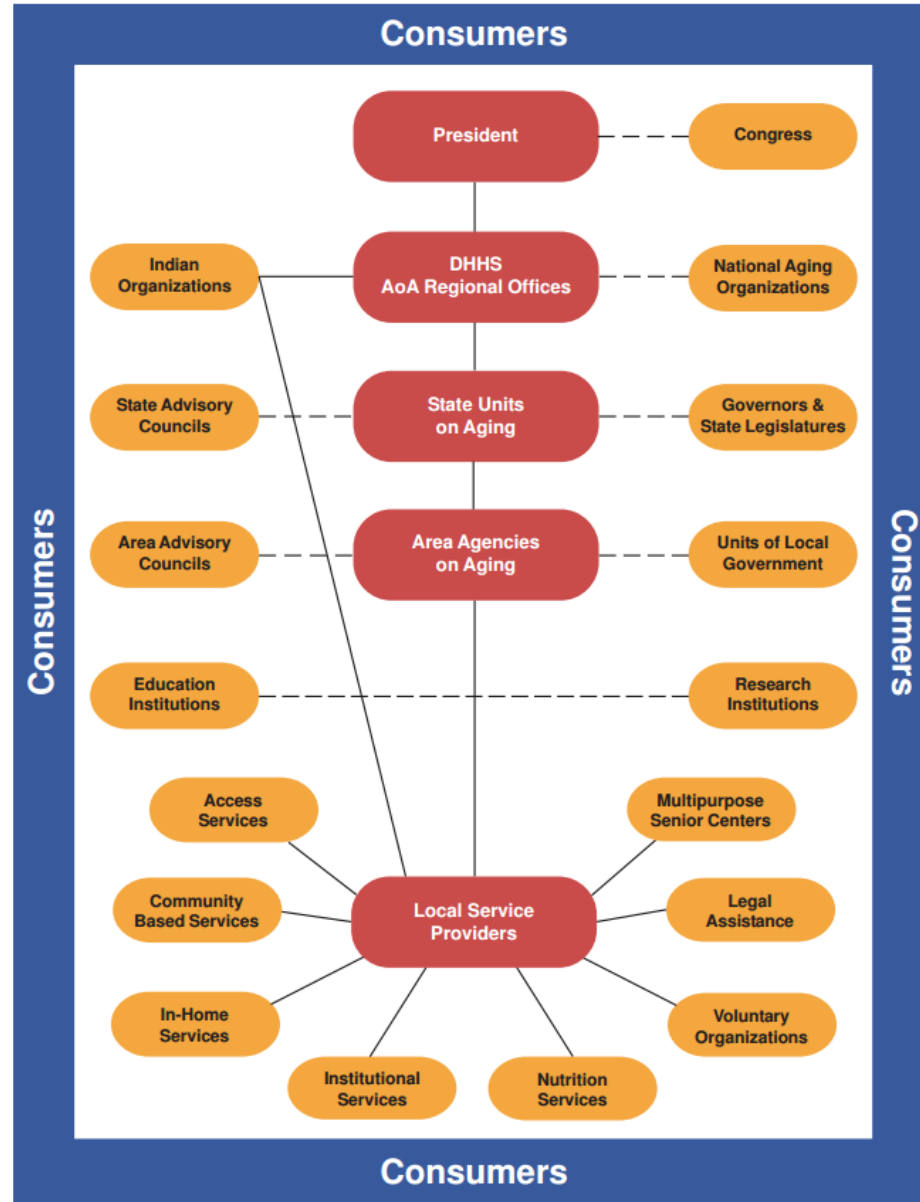 Consumers
President
Congress
Indian
Organizations
DHHS
AoA Regional Offices
National Aging
Organizations
State Advisory
Councils
State Units
on Aging
Governors &
State Legislatures
Area Advisory
Councils
Area Agencies
on Aging
Units of Local
Government
Consumers
Consumers
Education
Institutions
Research
Institutions
Access
Services
Multipurpose
Senior Centers
Community
Based Services
Local Service
Providers
Legal
Assistance
In-Home
Services
Voluntary
Organizations
Institutional
Services
Nutrition
Services
Consumers